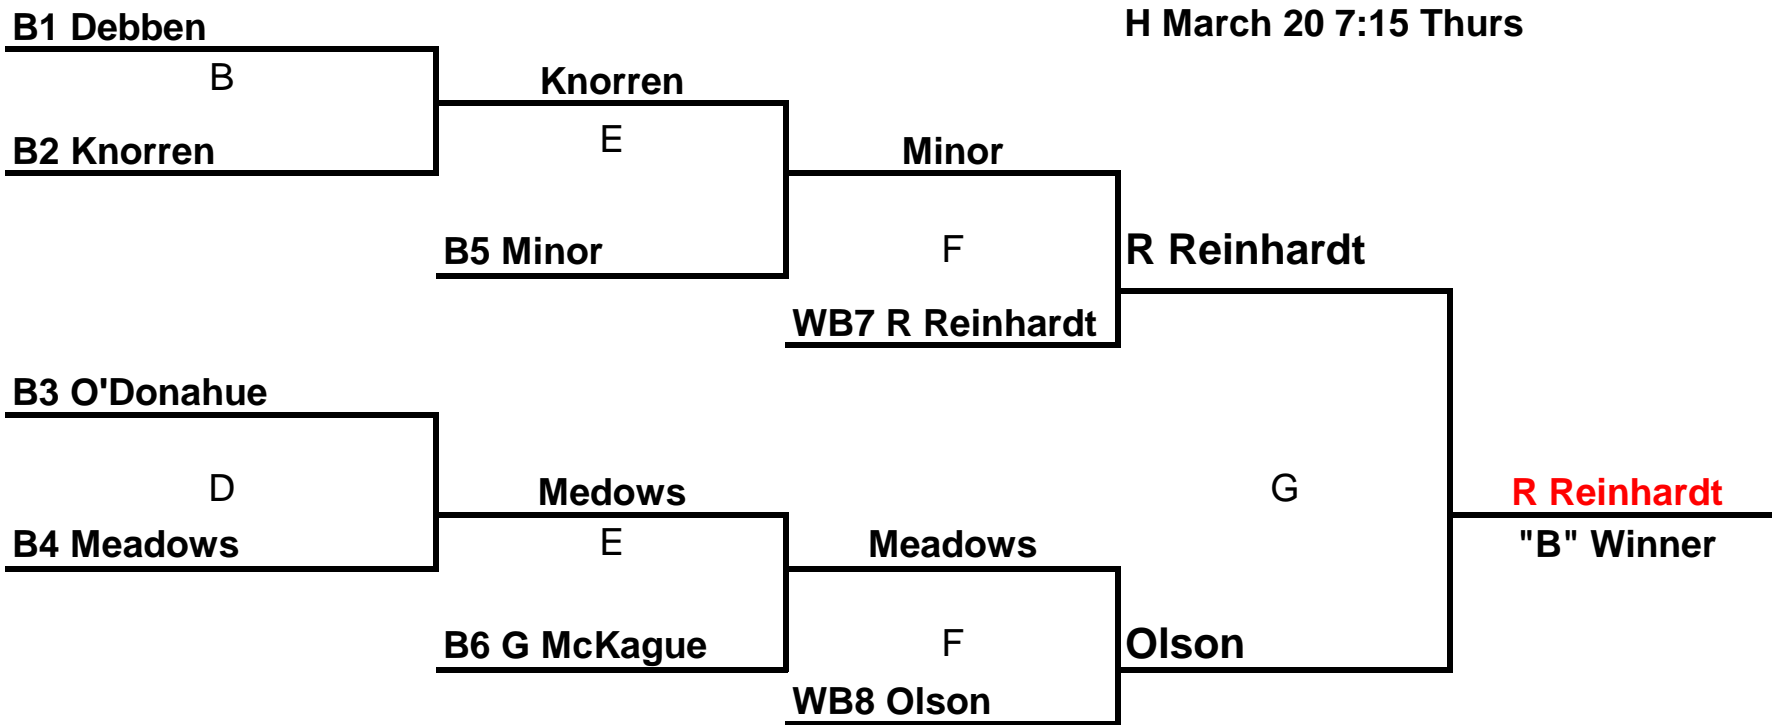 H March 20 7:15 Thurs
B1 Debben
B
Knorren
B2 Knorren
E
Minor
B5 Minor
F
R Reinhardt
WB7 R Reinhardt
B3 O'Donahue
D
Medows
G
R Reinhardt
B4 Meadows
E
Meadows
"B" Winner
B6 G McKague
F
Olson
WB8 Olson